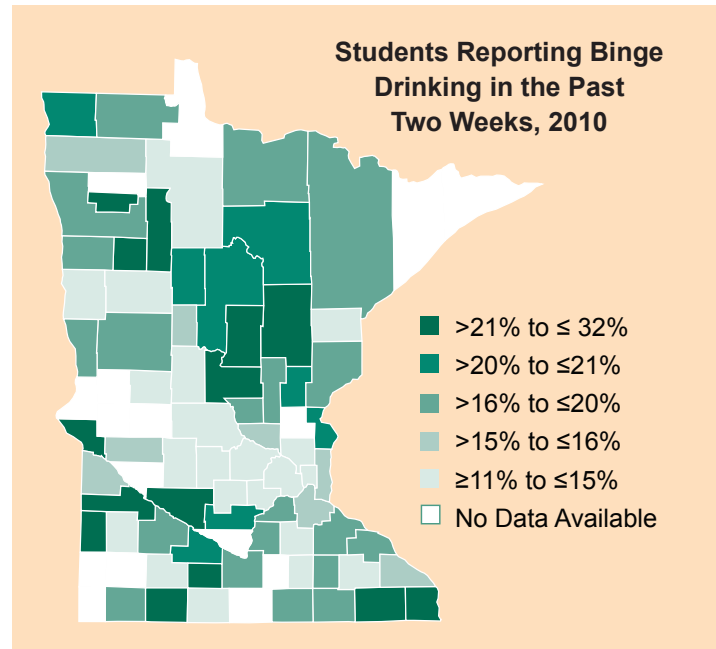 Students Reporting Binge
Drinking in the Past
Two Weeks, 2010
>21% to ≤ 32%
>20% to ≤21%
>16% to ≤20%
>15% to ≤16%
≥11% to ≤15%
No Data Available